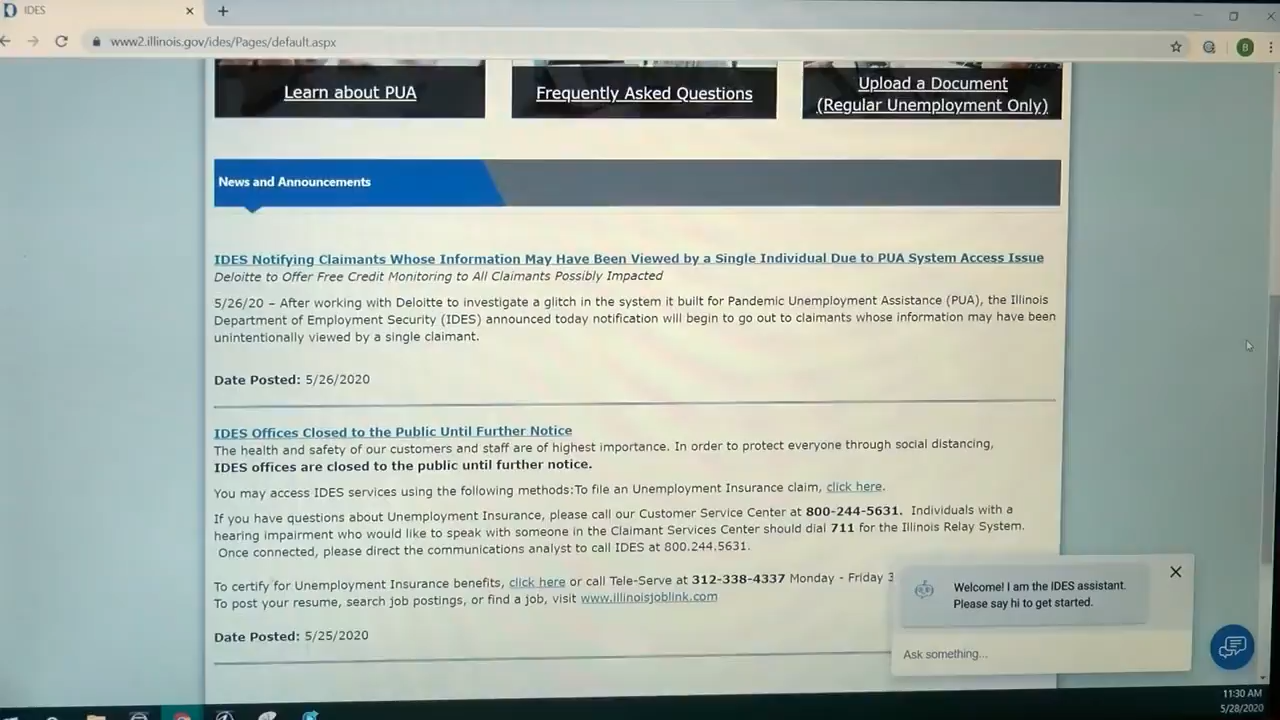 IDES
www2.illinois.gov/ides/Pages/default.aspx
B
Learn about PUA
Frequently Asked Questions
Upload a Document
(Regular Unemployment Only)
News and Announcements
IDES Notifying Claimants Whose Information May Have Been Viewed by a Single Individual Due to PUA System Access Issue
Deloitte to Offer Free Credit Monitoring to All Claimants Possibly Impacted
5/26/20 – After working with Deloitte to investigate a glitch in the system it built for Pandemic Unemployment Assistance (PUA), the Illinois
Department of Employment Security (IDES) announced today notification will begin to go out to claimants whose information may have been
unintentionally viewed by a single claimant.
Date Posted: 5/26/2020
IDES Offices Closed to the Public Until Further Notice
The health and safety of our customers and staff are of highest importance. In order to protect everyone through social distancing,
IDES offices are closed to the public until further notice.
You may access IDES services using the following methods:To file an Unemployment Insurance claim, click here.
If you have questions about Unemployment Insurance, please call our Customer Service Center at 800-244-5631. Individuals with a
hearing impairment who would like to speak with someone in the Claimant Services Center should dial 711 for the Illinois Relay System.
Once connected, please direct the communications analyst to call IDES at 800.244.5631.
To certify for Unemployment Insurance benefits, click here or call Tele-Serve at 312-338-4337 Monday - Friday 3
To post your resume, search job postings, or find a job, visit www.illinoisjoblink.com
Date Posted: 5/25/2020
Welcome! I am the IDES assistant.
Please say hi to get started.
Ask something...
11:30 AM
5/28/2020